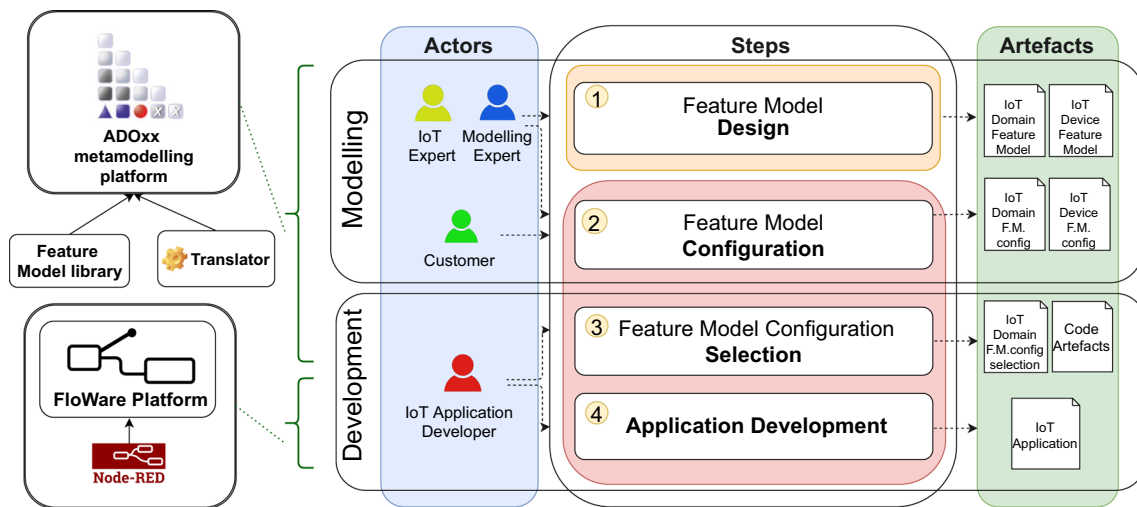 ADOxx
metamodelling
platform
Feature
Model library
Translator
FloWare Platform
Node-RED
Actors
Steps
Artefacts
Modelling
IoT
Expert
Modelling
Expert
Customer
1
Feature Model
Design
2
Feature Model
Configuration
IoT
Domain
Feature
Model
IoT
Device
Feature
Model
IoT
Domain
F.M.
config
IoT
Device
F.M.
config
Development
IoT Application
Developer
3
Feature Model Configuration
Selection
4
Application Development
IoT
Domain
F.M.config
selection
Code
Artefacts
IoT
Application